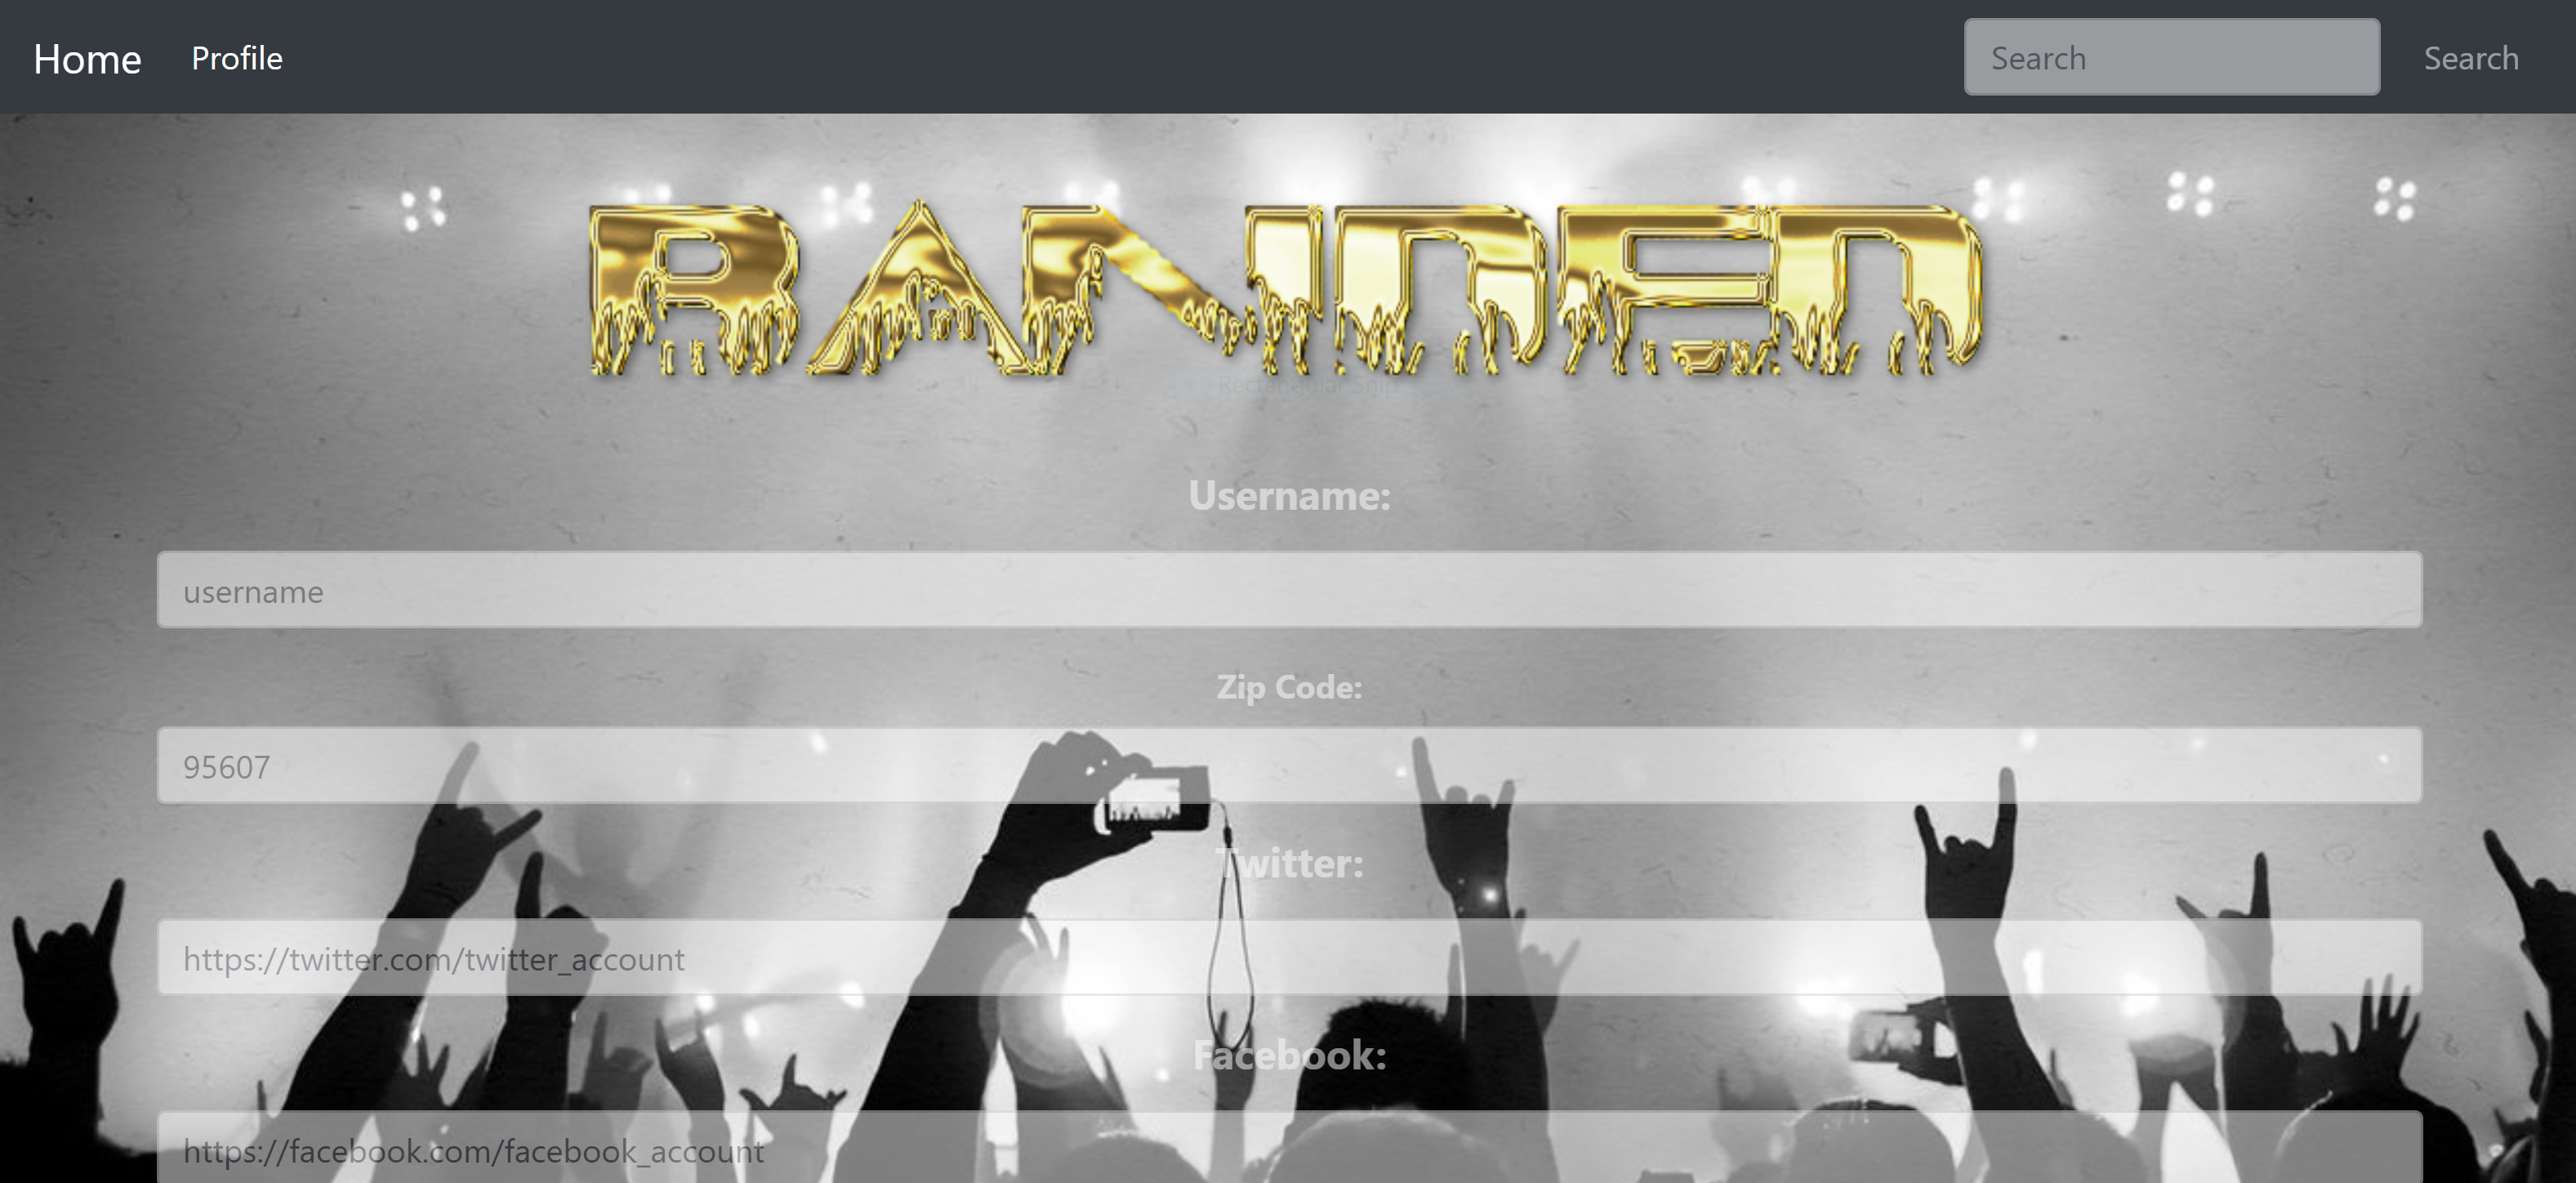 Home Profile Search Search
BANDED
Rectangular Snip
Username:
username
Zip Code:
95607
Twitter:
https://twitter.com/twitter_account
Facebook:
https://facebook.com/facebook_account